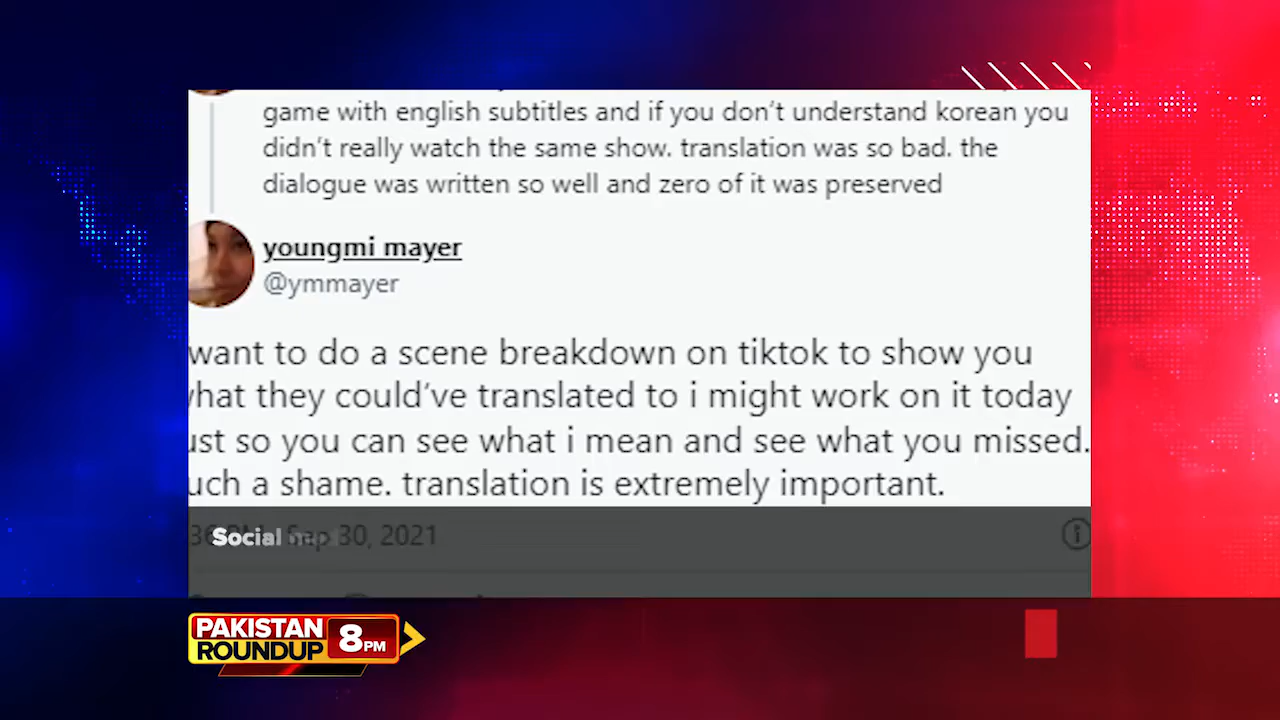 game with english subtitles and if you don't understand korean you
didn't really watch the same show. translation was so bad. the
dialogue was written so well and zero of it was preserved
youngmi mayer
@ymmayer
want to do a scene breakdown on tiktok to show you
what they could've translated to i might work on it today
just so you can see what i mean and see what you missed.
such a shame. translation is extremely important.
Sep 30, 2021
Social
PAKISTAN
ROUNDUP
8PM